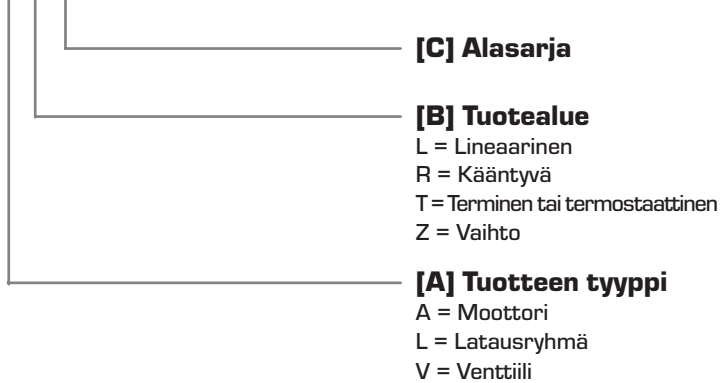 [C] Alasarja
[B] Tuotealue
L = Lineaarinen
R = Kääntyvä
T = Terminen tai termostaattinen
Z = Vaihto
[A] Tuotteen tyyppi
A = Moottori
L = Latausryhmä
V = Venttiili